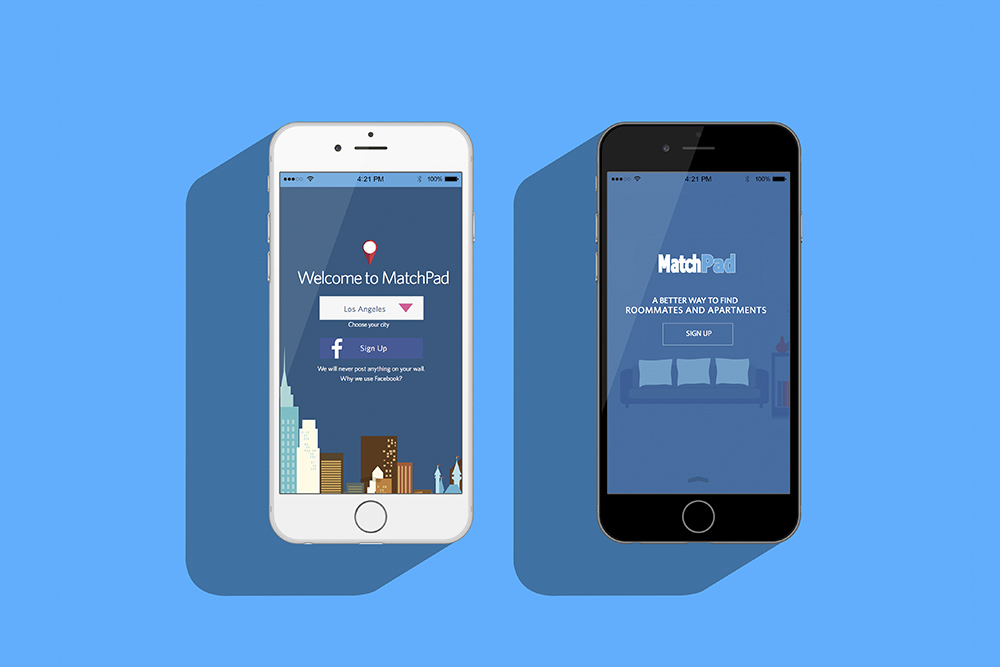 4:21 PM
100%
Welcome to MatchPad
Los Angeles
Choose your city
f
Sign Up
We will never post anything on your wall.
Why we use Facebook?
4:21 PM
100%
MatchPad
A BETTER WAY TO FIND
ROOMMATES AND APARTMENTS
SIGN UP